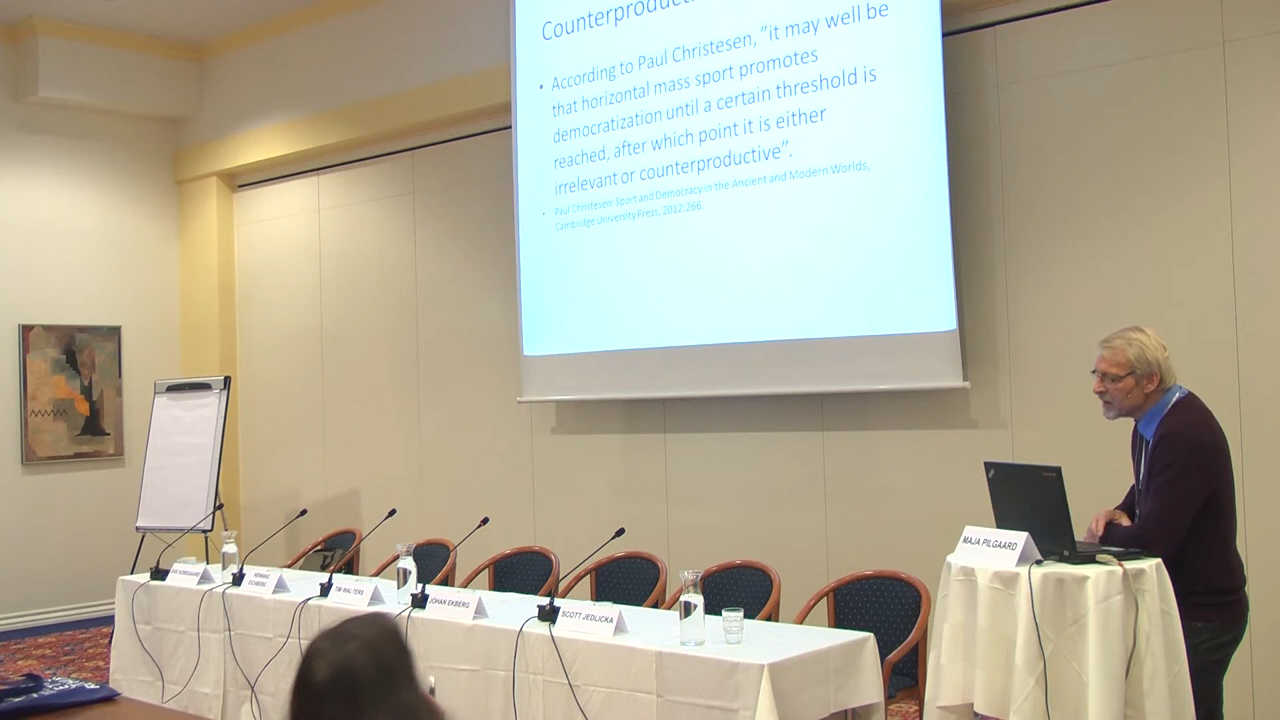 Counterproducti
• According to Paul Christesen, ”it may well be
that horizontal mass sport promotes
democratization until a certain threshold is
reached, after which point it is either
irrelevant or counterproductive”.
• Paul Christesen: Sport and Democracy in the Ancient and Modern Worlds,
Cambridge University Press, 2012:266.
MAJA PILGAARD
HENNING
EICHBERG
TIM WALTERS
JOHAN EKBERG
SCOTT JEDLICKA